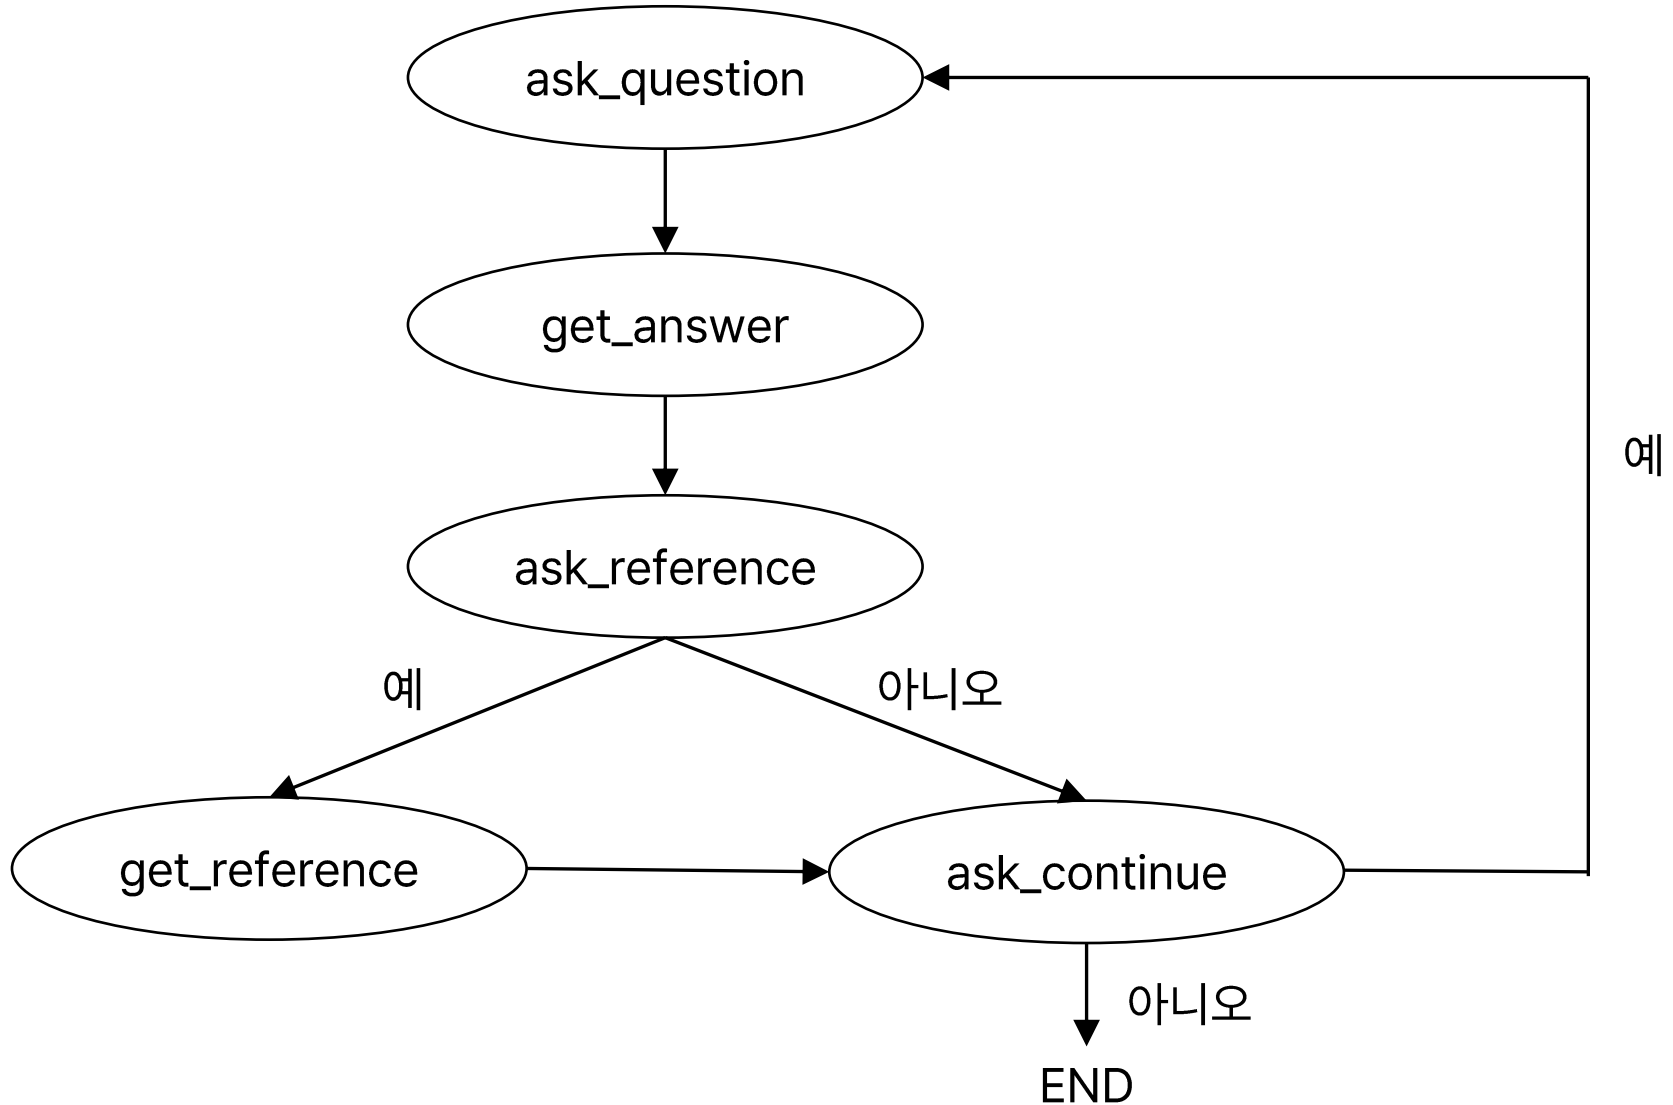 ask_question
get_answer
예
ask_reference
예
아니오
get_reference
ask_continue
아니오
END